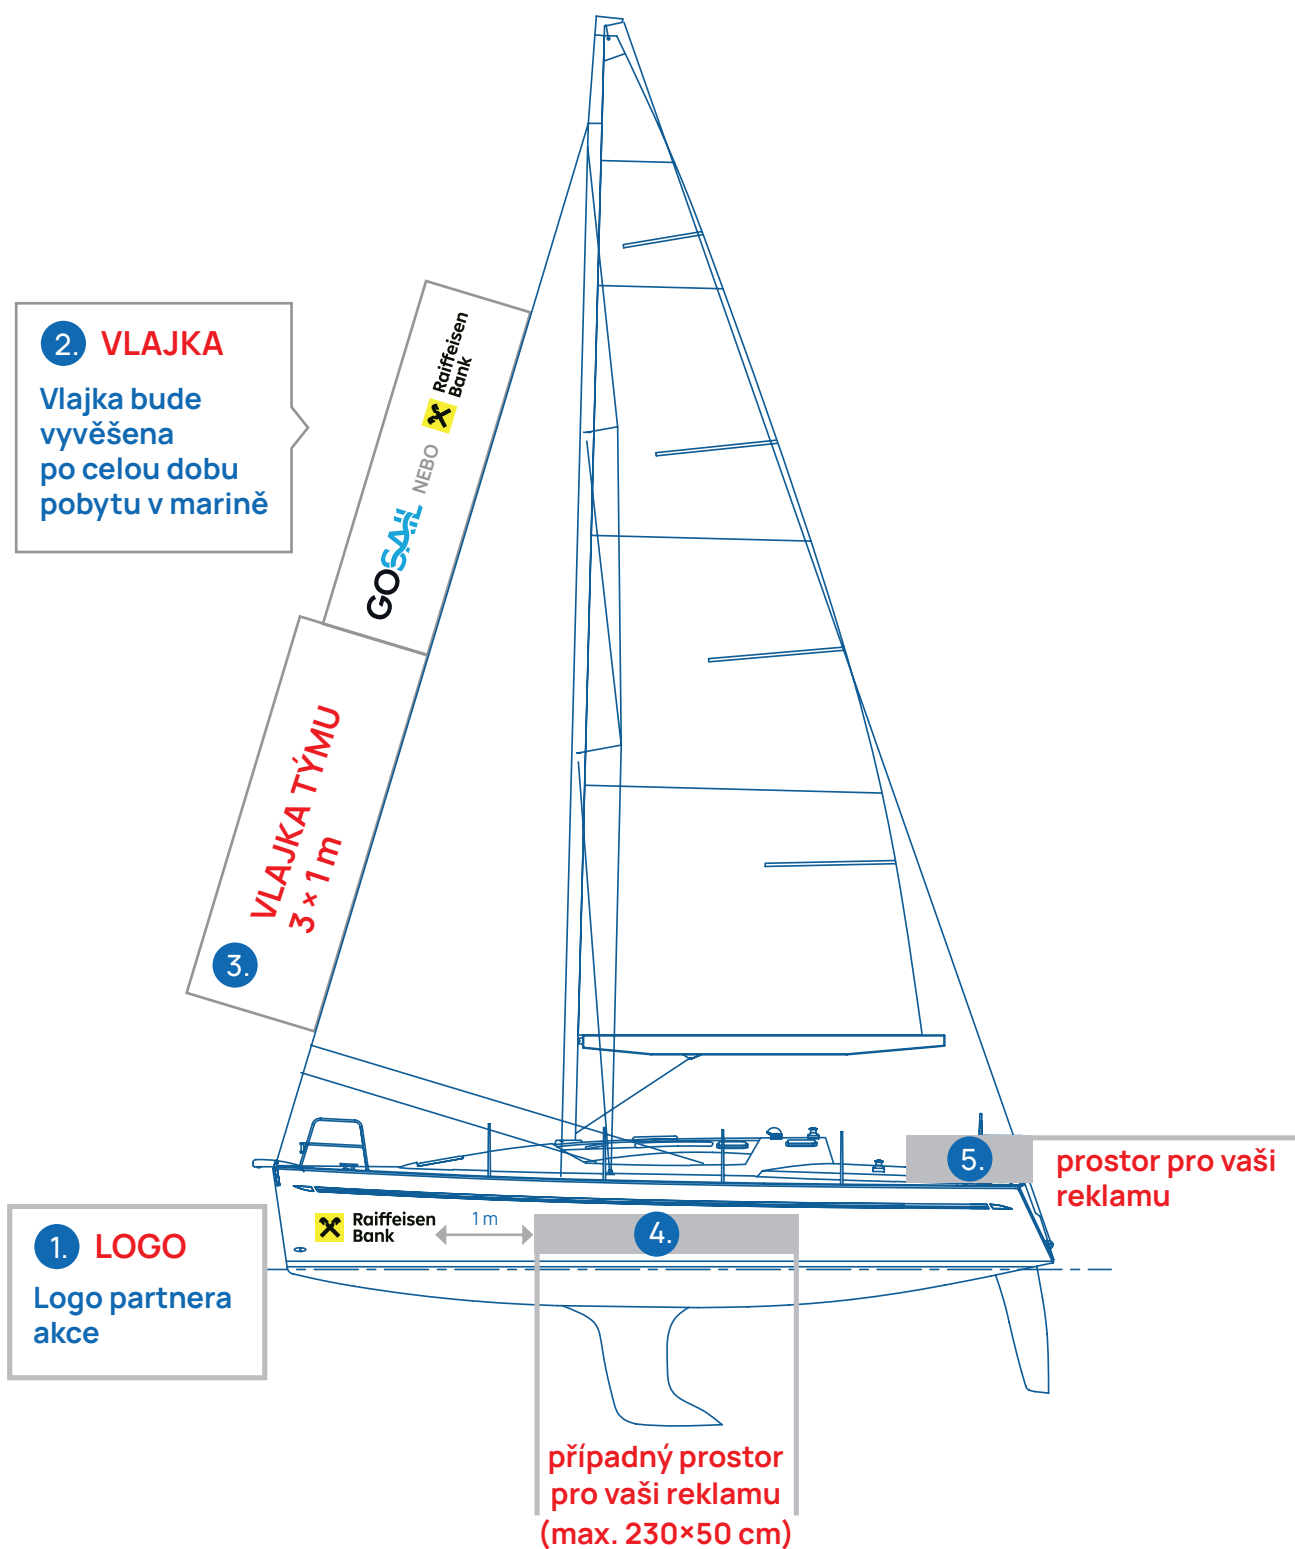 2. VLAJKA
Vlajka bude
vyvěšena
po celou dobu
pobytu v marině
GOSAIL NEBO Raiffeisen
Bank
3. VLAJKA TÝMU
3 × 1 m
5.
prostor pro vaši
reklamu
1. LOGO
Logo partnera
akce
Raiffeisen
Bank
1 m
4.
případný prostor
pro vaši reklamu
(max. 230×50 cm)